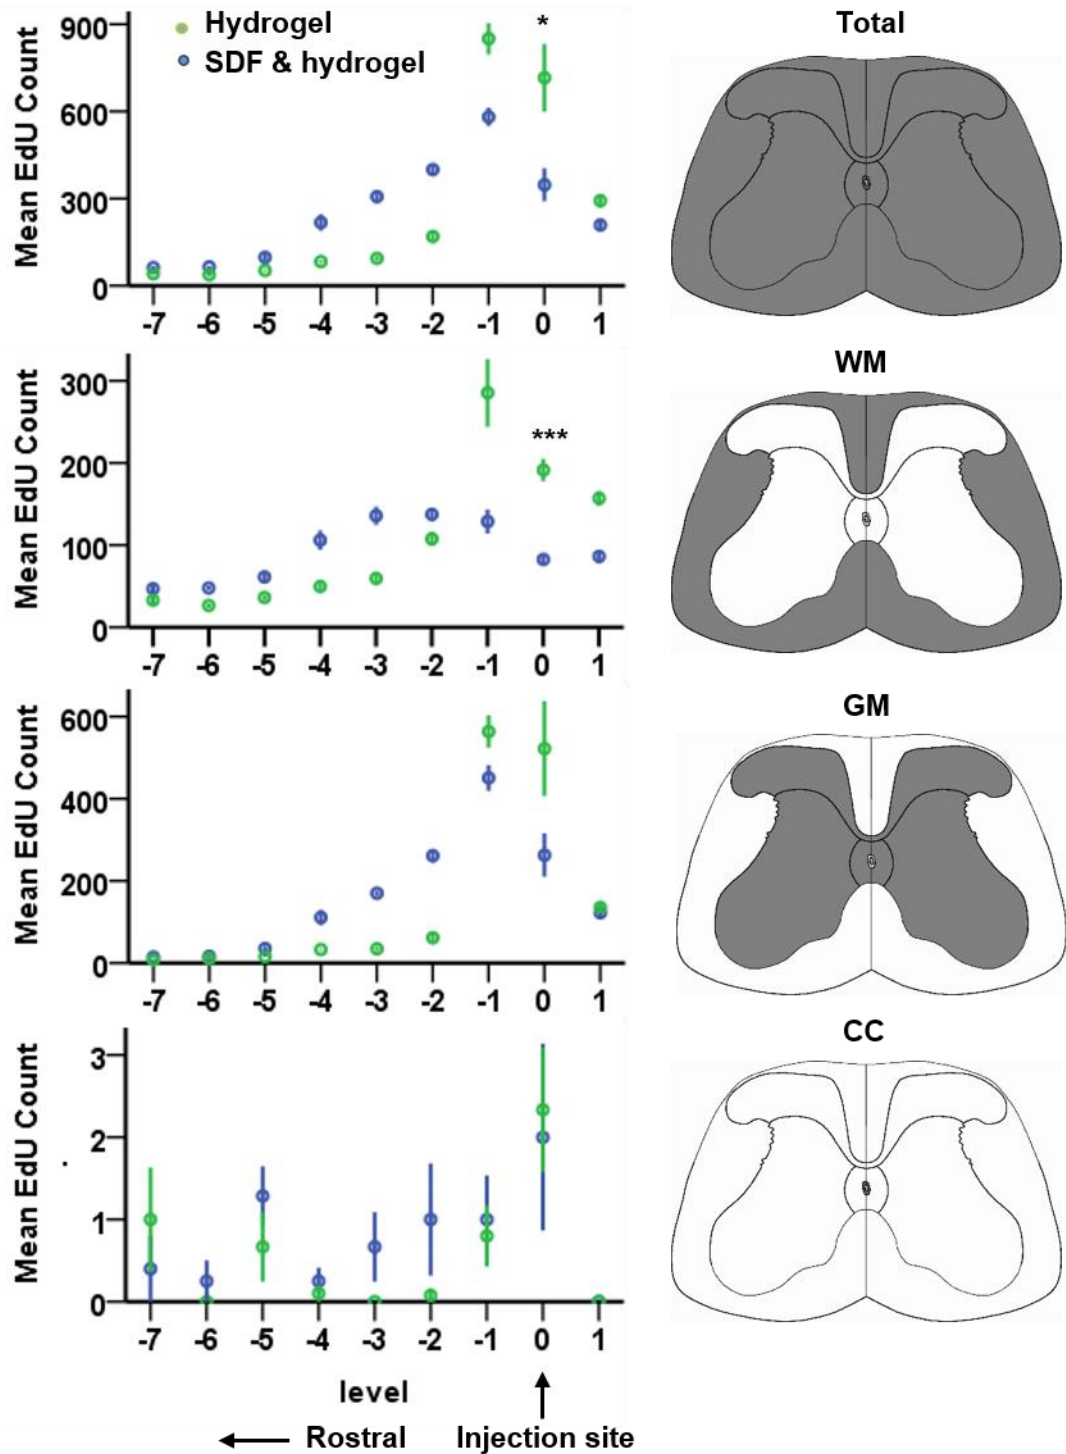 Hydrogel
SDF & hydrogel
Total
*
Mean EdU Count
900
600
300
0
-7 -6 -5 -4 -3 -2 -1 0 1
WM
***
Mean EdU Count
300
200
100
0
-7 -6 -5 -4 -3 -2 -1 0 1
GM
Mean EdU Count
600
400
200
0
-7 -6 -5 -4 -3 -2 -1 0 1
CC
Mean EdU Count
3
2
1
0
-7 -6 -5 -4 -3 -2 -1 0 1
level
Rostral
Injection site